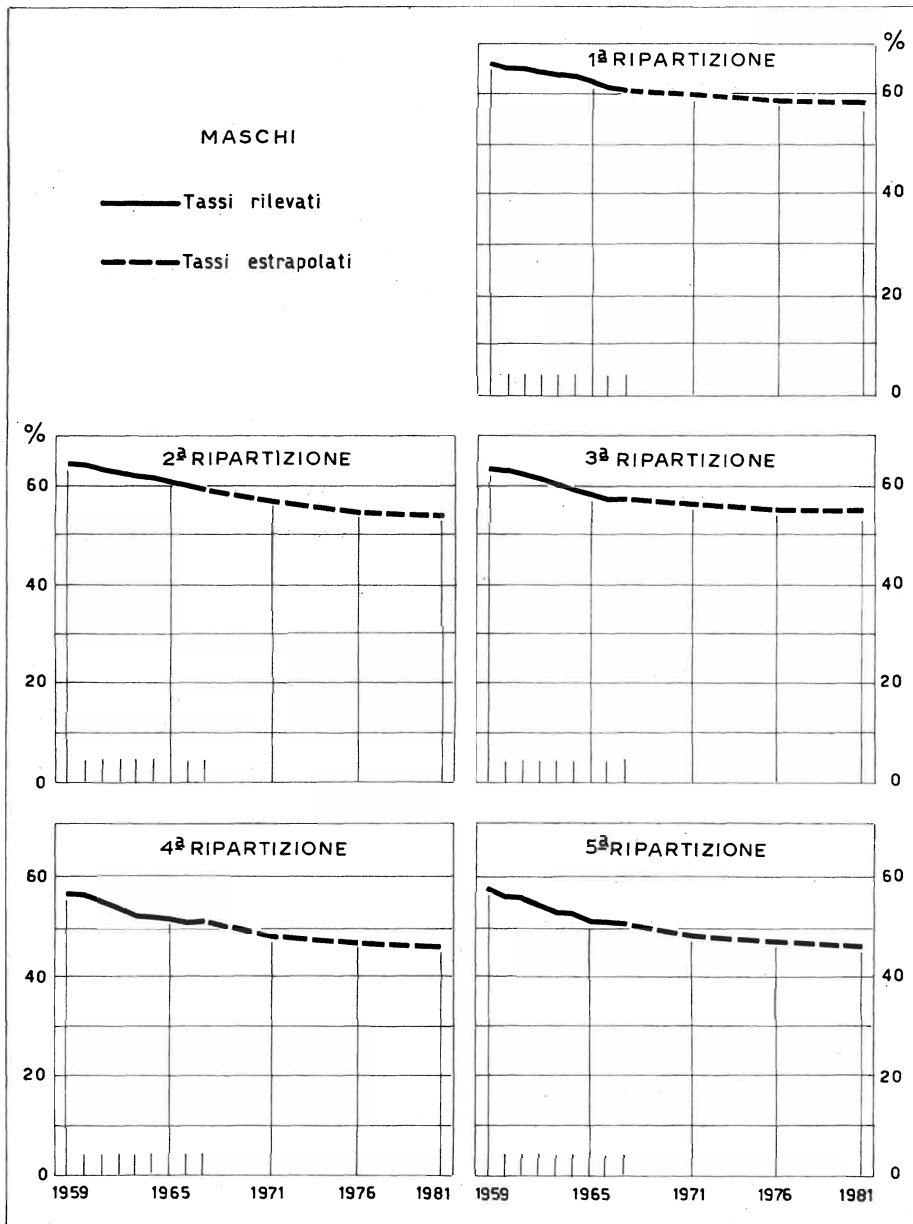 %
1ª RIPARTIZIONE
60
MASCHI
Tassi rilevati
40
Tassi estrapolati
20
0
%
2ª RIPARTIZIONE
3ª RIPARTIZIONE
60
60
40
40
20
20
0
0
4ª RIPARTIZIONE
5ª RIPARTIZIONE
60
60
40
40
20
20
0
0
1959 1965 1971 1976 1981
1959 1965 1971 1976 1981